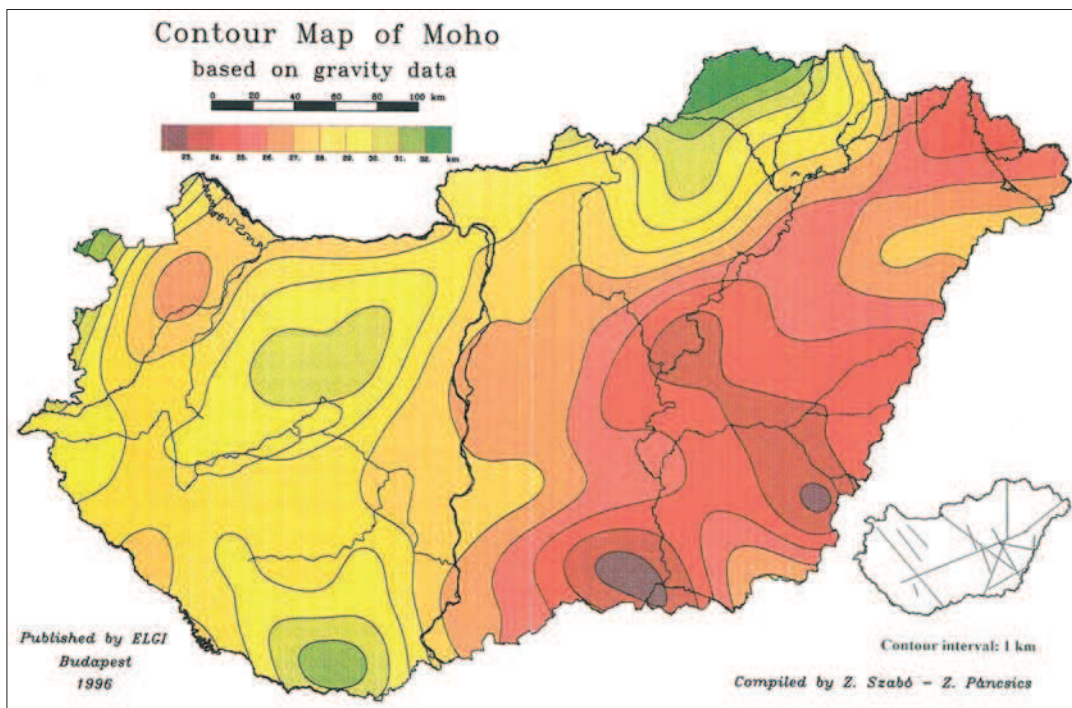 Contour Map of Moho
based on gravity data
0 20 40 60 80 100 km
23. 24. 25. 26. 27. 28. 29. 30. 31. 32. km
Published by ELGI
Budapest
1996
Contour interval: 1 km
Compiled by Z. Szabó - Z. Páncsics